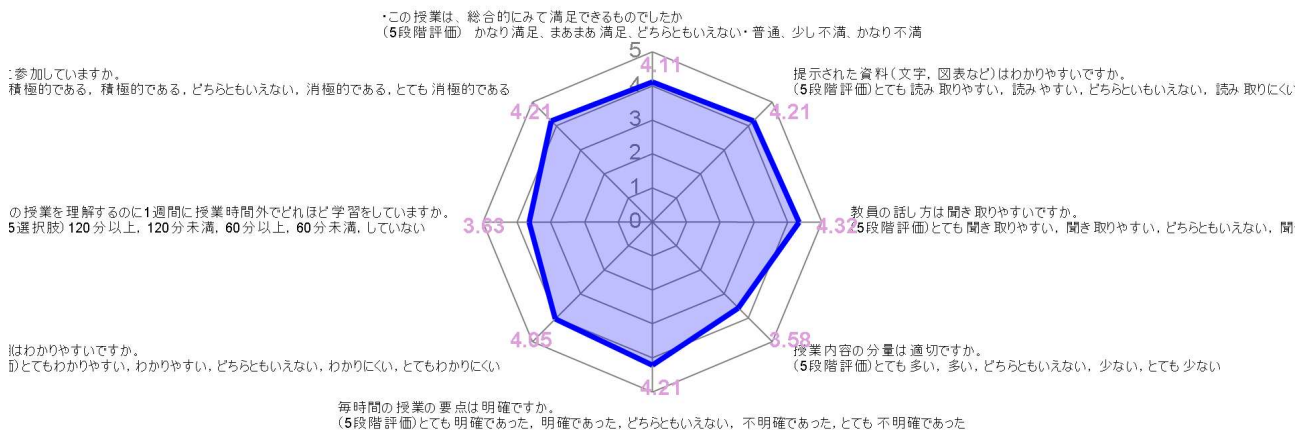 ・この授業は、総合的にみて満足できるものでしたか
(5段階評価) かなり満足、まあまあ満足、どちらともいえない・普通、少し不満、かなり不満
5
4.11
に参加していますか。
積極的である, 積極的である, どちらともいえない, 消極的である, とても消極的である
提示された資料(文字, 図表など)はわかりやすいですか。
(5段階評価)とても読み取りやすい, 読みやすい, どちらといもいえない, 読み取りにくい
4
4.21
4.21
3
2
1
0
の授業を理解するのに1週間に授業時間外でどれほど学習をしていますか。
5選択肢) 120分以上, 120分未満, 60分以上, 60分未満, していない
3.63
4.32
教員の話し方は聞き取りやすいですか。
(5段階評価)とても聞き取りやすい, 聞き取りやすい, どちらともいえない, 聞
はわかりやすいですか。
)とてもわかりやすい, わかりやすい, どちらともいえない, わかりにくい, とてもわかりにくい
4.05
3.58
授業内容の分量は適切ですか。
(5段階評価)とても多い, 多い, どちらともいえない, 少ない, とても少ない
4.21
毎時間の授業の要点は明確ですか。
(5段階評価)とても明確であった, 明確であった, どちらともいえない, 不明確であった, とても不明確であった